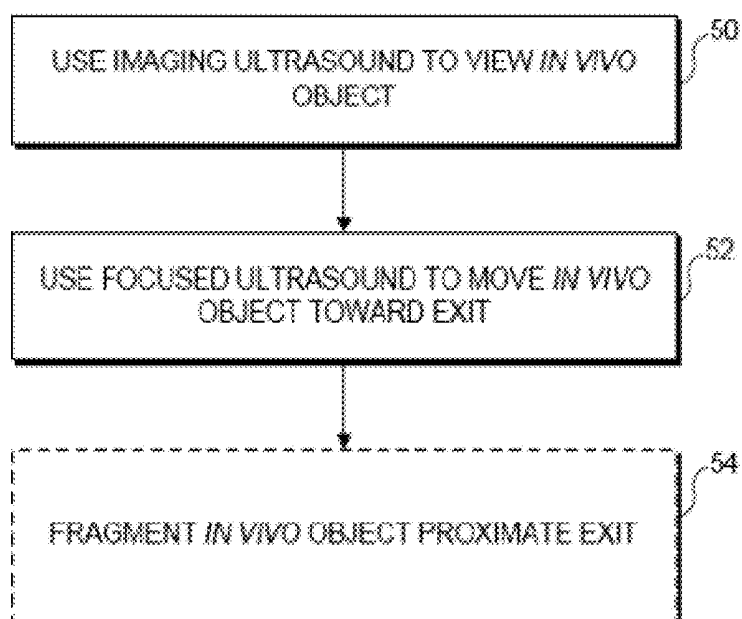 USE IMAGING ULTRASOUND TO VIEW IN VIVO
OBJECT
50
USE FOCUSED ULTRASOUND TO MOVE IN VIVO
OBJECT TOWARD EXIT
52
FRAGMENT IN VIVO OBJECT PROXIMATE EXIT
54